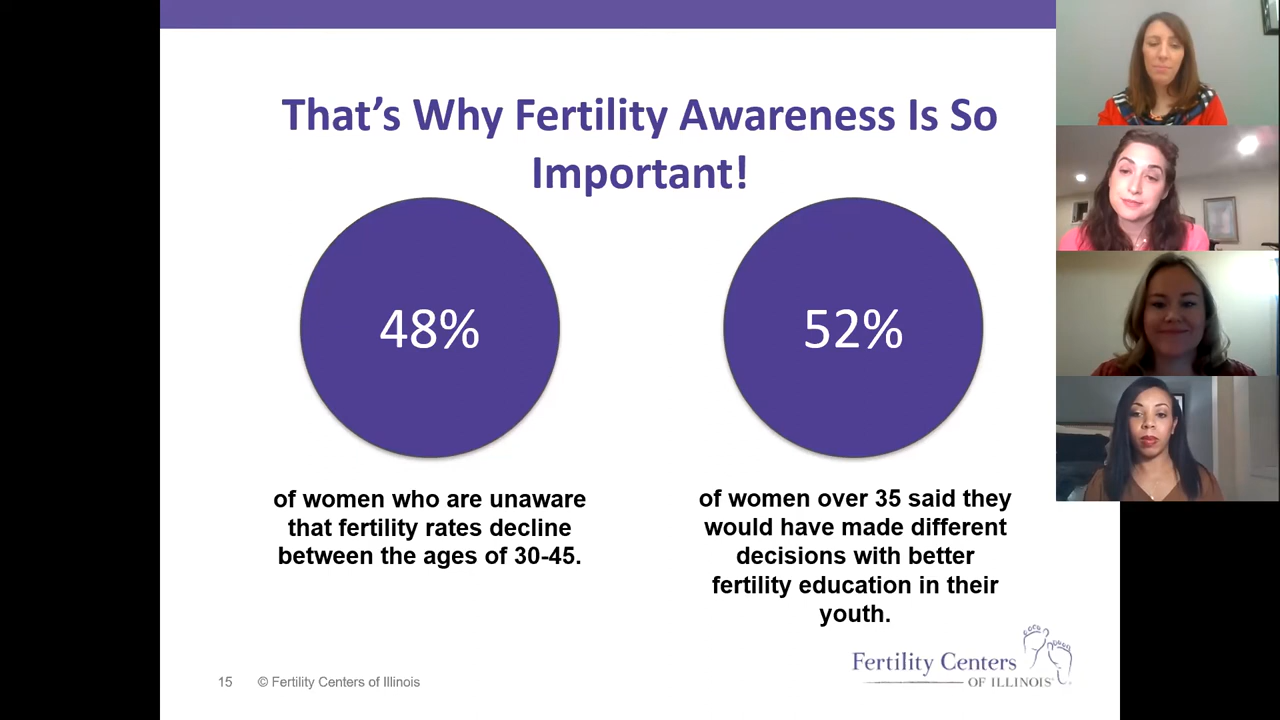 That's Why Fertility Awareness Is So
Important!
48%
52%
of women who are unaware
that fertility rates decline
between the ages of 30-45.
of women over 35 said they
would have made different
decisions with better
fertility education in their
youth.
15 © Fertility Centers of Illinois
Fertility Centers
OF ILLINOIS